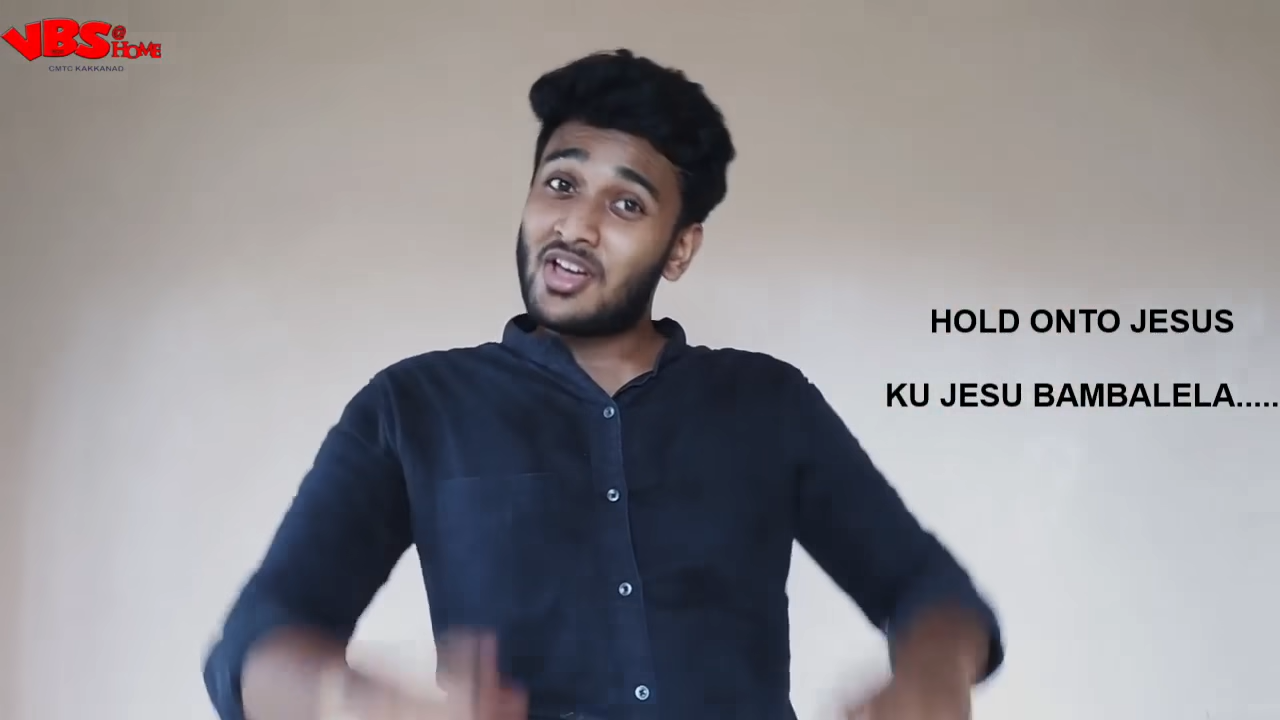 VBS@HOME
CMTC KAKKANAD
HOLD ONTO JESUS
KU JESU BAMBALELA.....